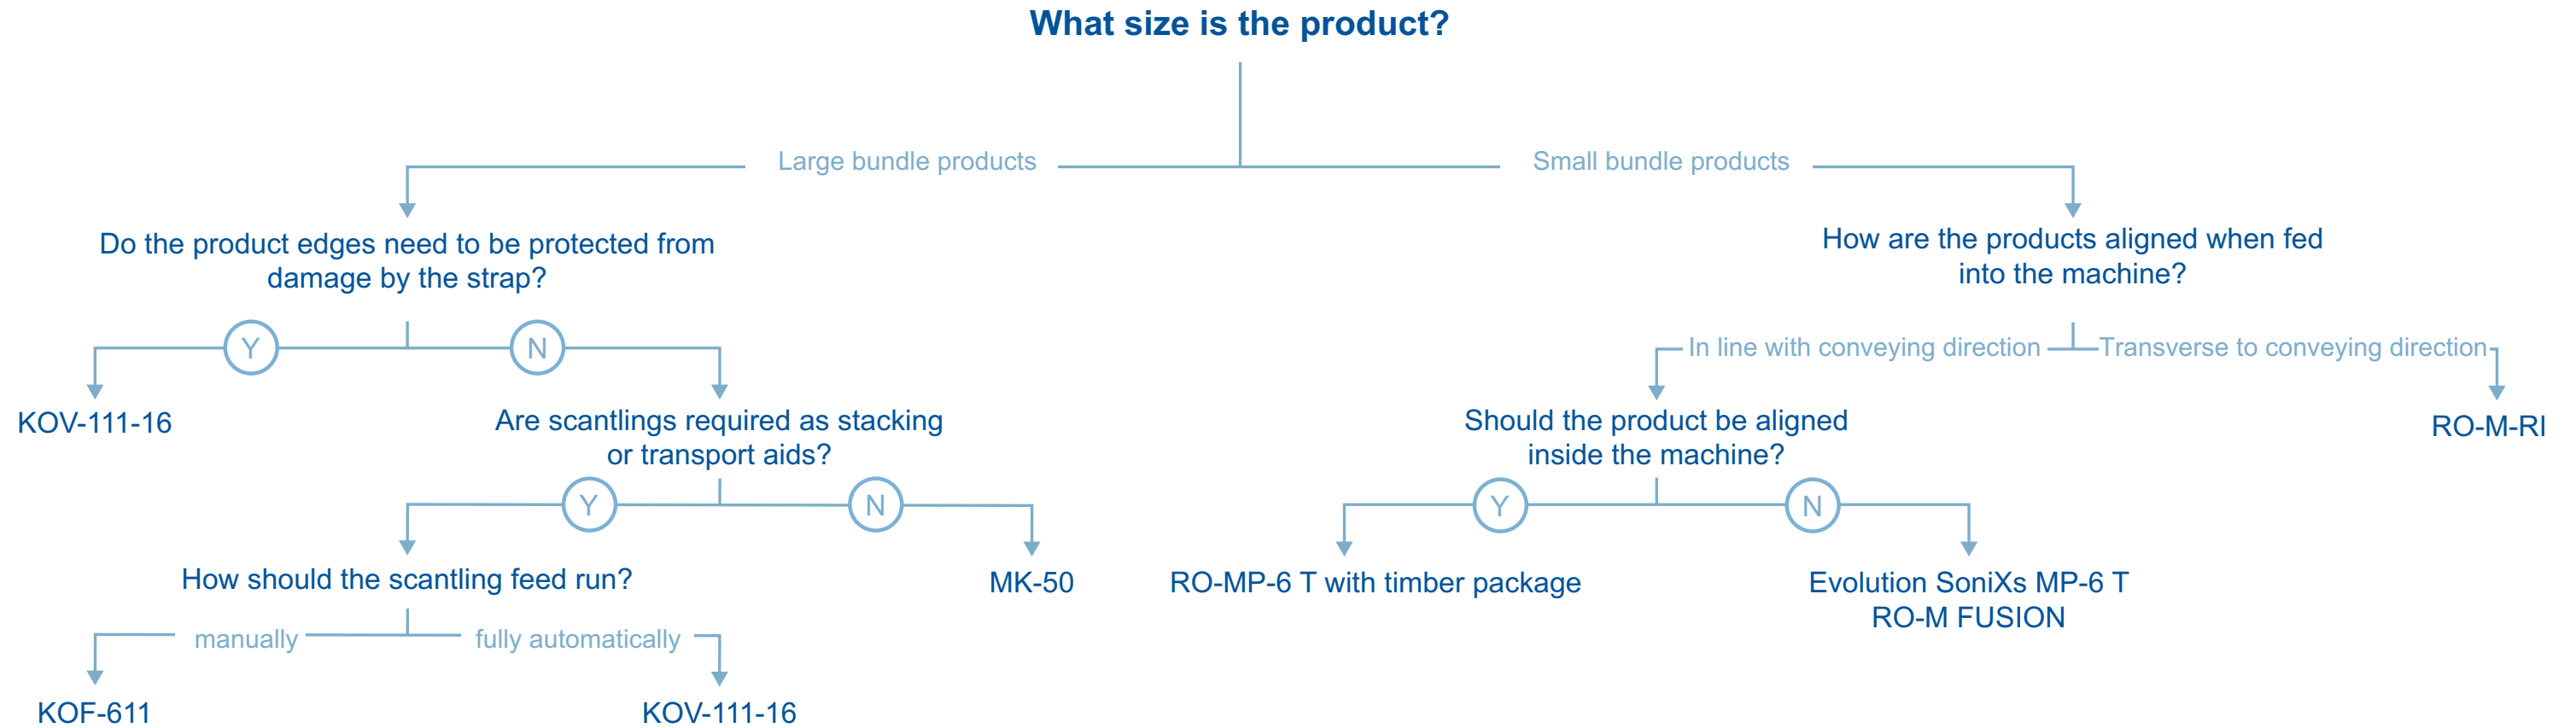 What size is the product?
Large bundle products
Small bundle products
Do the product edges need to be protected from
damage by the strap?
How are the products aligned when fed
into the machine?
Y
N
In line with conveying direction
Transverse to conveying direction
KOV-111-16
Are scantlings required as stacking
or transport aids?
Should the product be aligned
inside the machine?
RO-M-RI
Y
N
Y
N
How should the scantling feed run?
MK-50
RO-MP-6 T with timber package
Evolution SoniXs MP-6 T
RO-M FUSION
manually
fully automatically
KOF-611
KOV-111-16